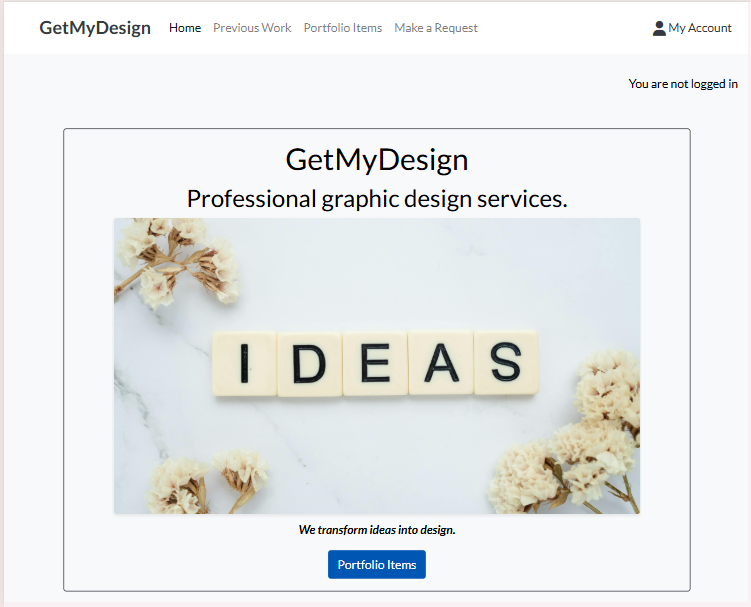 GetMyDesign Home Previous Work Portfolio Items Make a Request My Account
You are not logged in
GetMyDesign
Professional graphic design services.
IDEAS
We transform ideas into design.
Portfolio Items